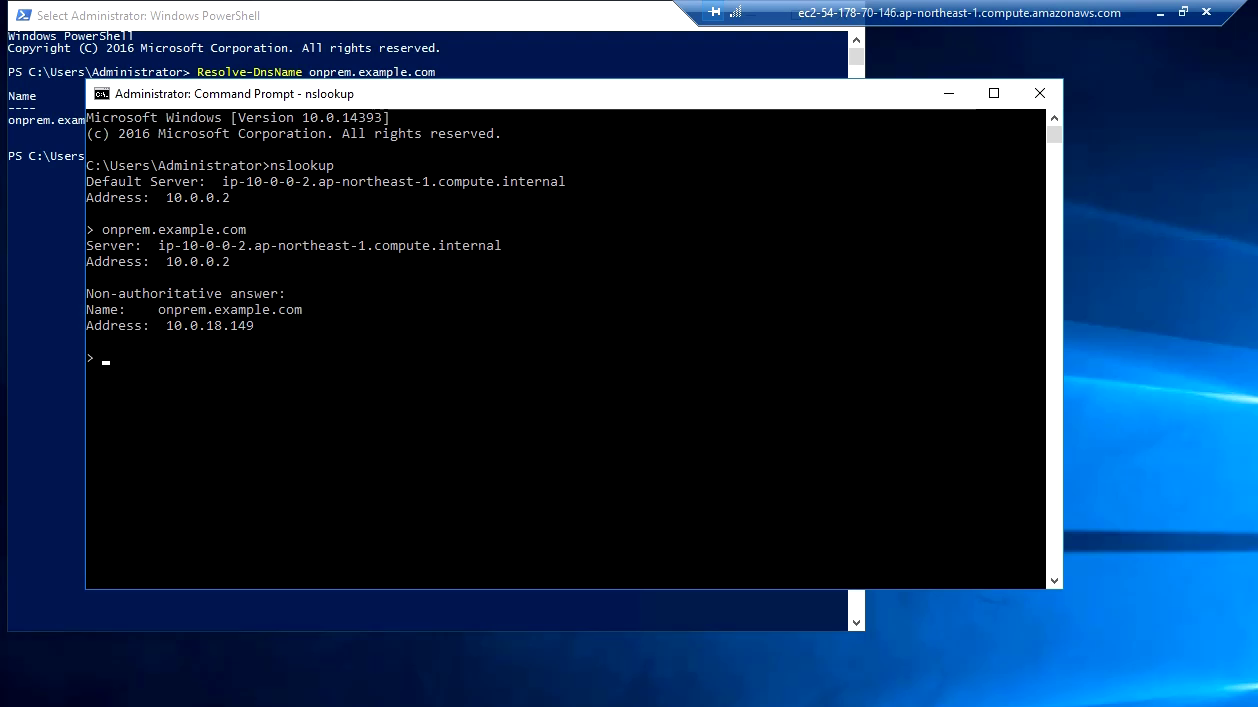 Select Administrator: Windows PowerShell
ec2-54-178-70-146.ap-northeast-1.compute.amazonaws.com
Windows PowerShell
Copyright (C) 2016 Microsoft Corporation. All rights reserved.
PS C:\Users\Administrator> Resolve-DnsName onprem.example.com
Name
----
onprem.exam
PS C:\Users
Administrator: Command Prompt - nslookup
Microsoft Windows [Version 10.0.14393]
(c) 2016 Microsoft Corporation. All rights reserved.
C:\Users\Administrator>nslookup
Default Server:  ip-10-0-0-2.ap-northeast-1.compute.internal
Address:  10.0.0.2
> onprem.example.com
Server:  ip-10-0-0-2.ap-northeast-1.compute.internal
Address:  10.0.0.2
Non-authoritative answer:
Name:    onprem.example.com
Address:  10.0.18.149
>